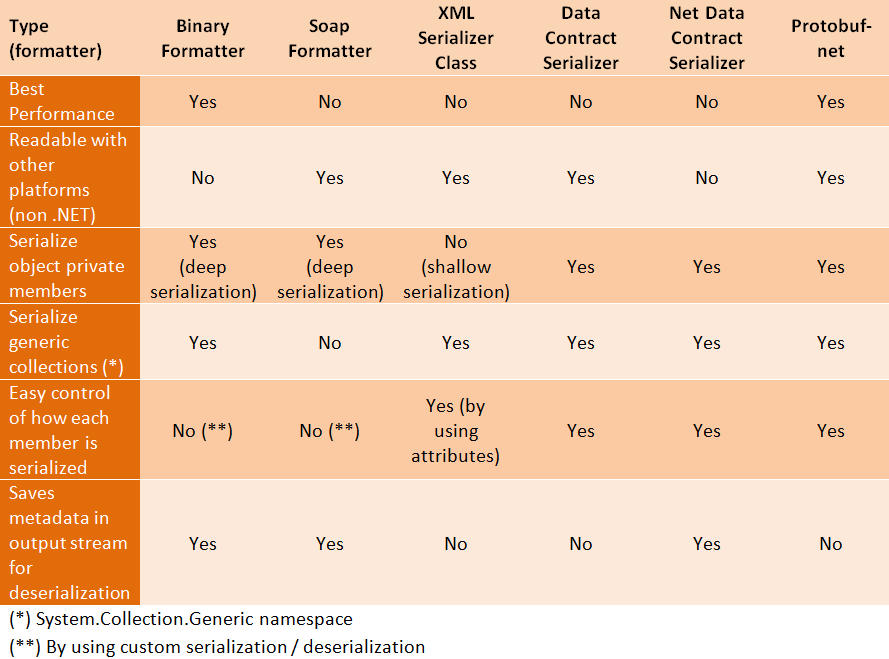 Type (formatter) Binary Formatter Soap Formatter XML Serializer Class Data Contract Serializer Net Data Contract Serializer Protobuf-net
Best Performance Yes No No No No Yes
Readable with other platforms (non .NET) No Yes Yes Yes No Yes
Serialize object private members Yes (deep serialization) Yes (deep serialization) No (shallow serialization) Yes Yes Yes
Serialize generic collections (*) Yes No Yes Yes Yes Yes
Easy control of how each member is serialized No (**) No (**) Yes (by using attributes) Yes Yes Yes
Saves metadata in output stream for deserialization Yes Yes No No Yes No
(*) System.Collection.Generic namespace
(**) By using custom serialization / deserialization